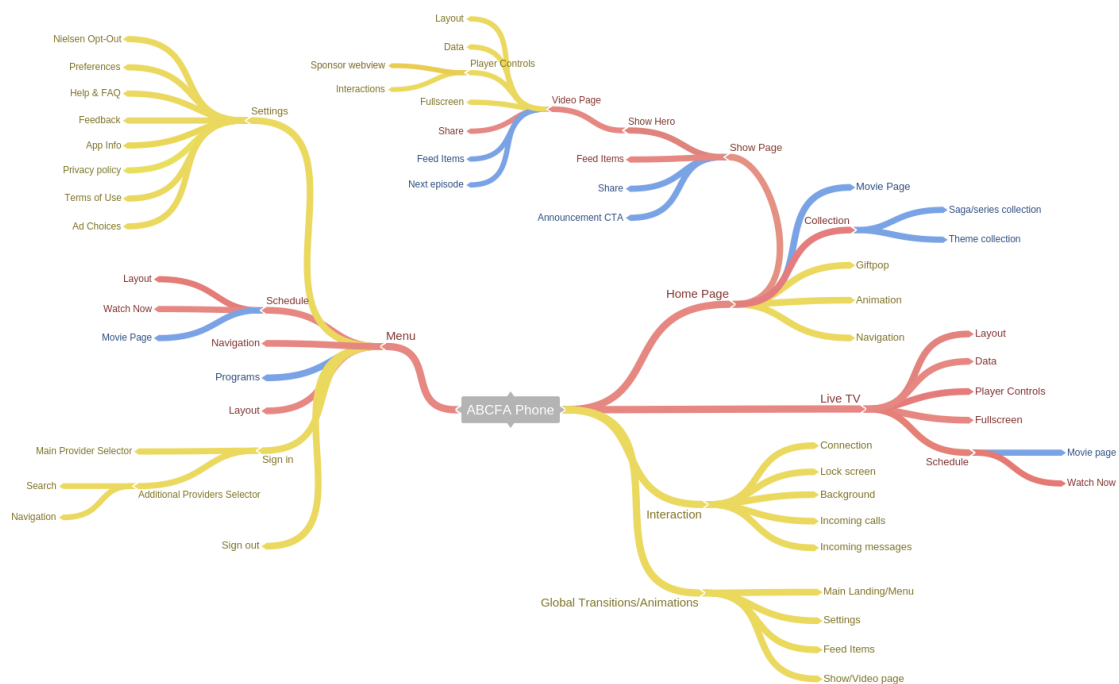 ABCFA Phone
Menu
Settings
Nielsen Opt-Out
Preferences
Help & FAQ
Feedback
App Info
Privacy policy
Terms of Use
Ad Choices
Schedule
Layout
Watch Now
Movie Page
Navigation
Programs
Layout
Sign in
Main Provider Selector
Additional Providers Selector
Search
Navigation
Sign out
Home Page
Show Page
Show Hero
Video Page
Layout
Data
Player Controls
Sponsor webview
Interactions
Fullscreen
Share
Feed Items
Next episode
Feed Items
Share
Announcement CTA
Movie Page
Collection
Saga/series collection
Theme collection
Giftpop
Animation
Navigation
Live TV
Layout
Data
Player Controls
Fullscreen
Schedule
Movie page
Watch Now
Interaction
Connection
Lock screen
Background
Incoming calls
Incoming messages
Global Transitions/Animations
Main Landing/Menu
Settings
Feed Items
Show/Video page